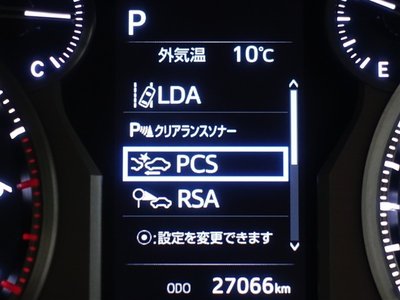 P
外気温 10℃
C
E
LDA
P クリアランスソナー
PCS
RSA
⦿:設定を変更できます
ODO 27066km